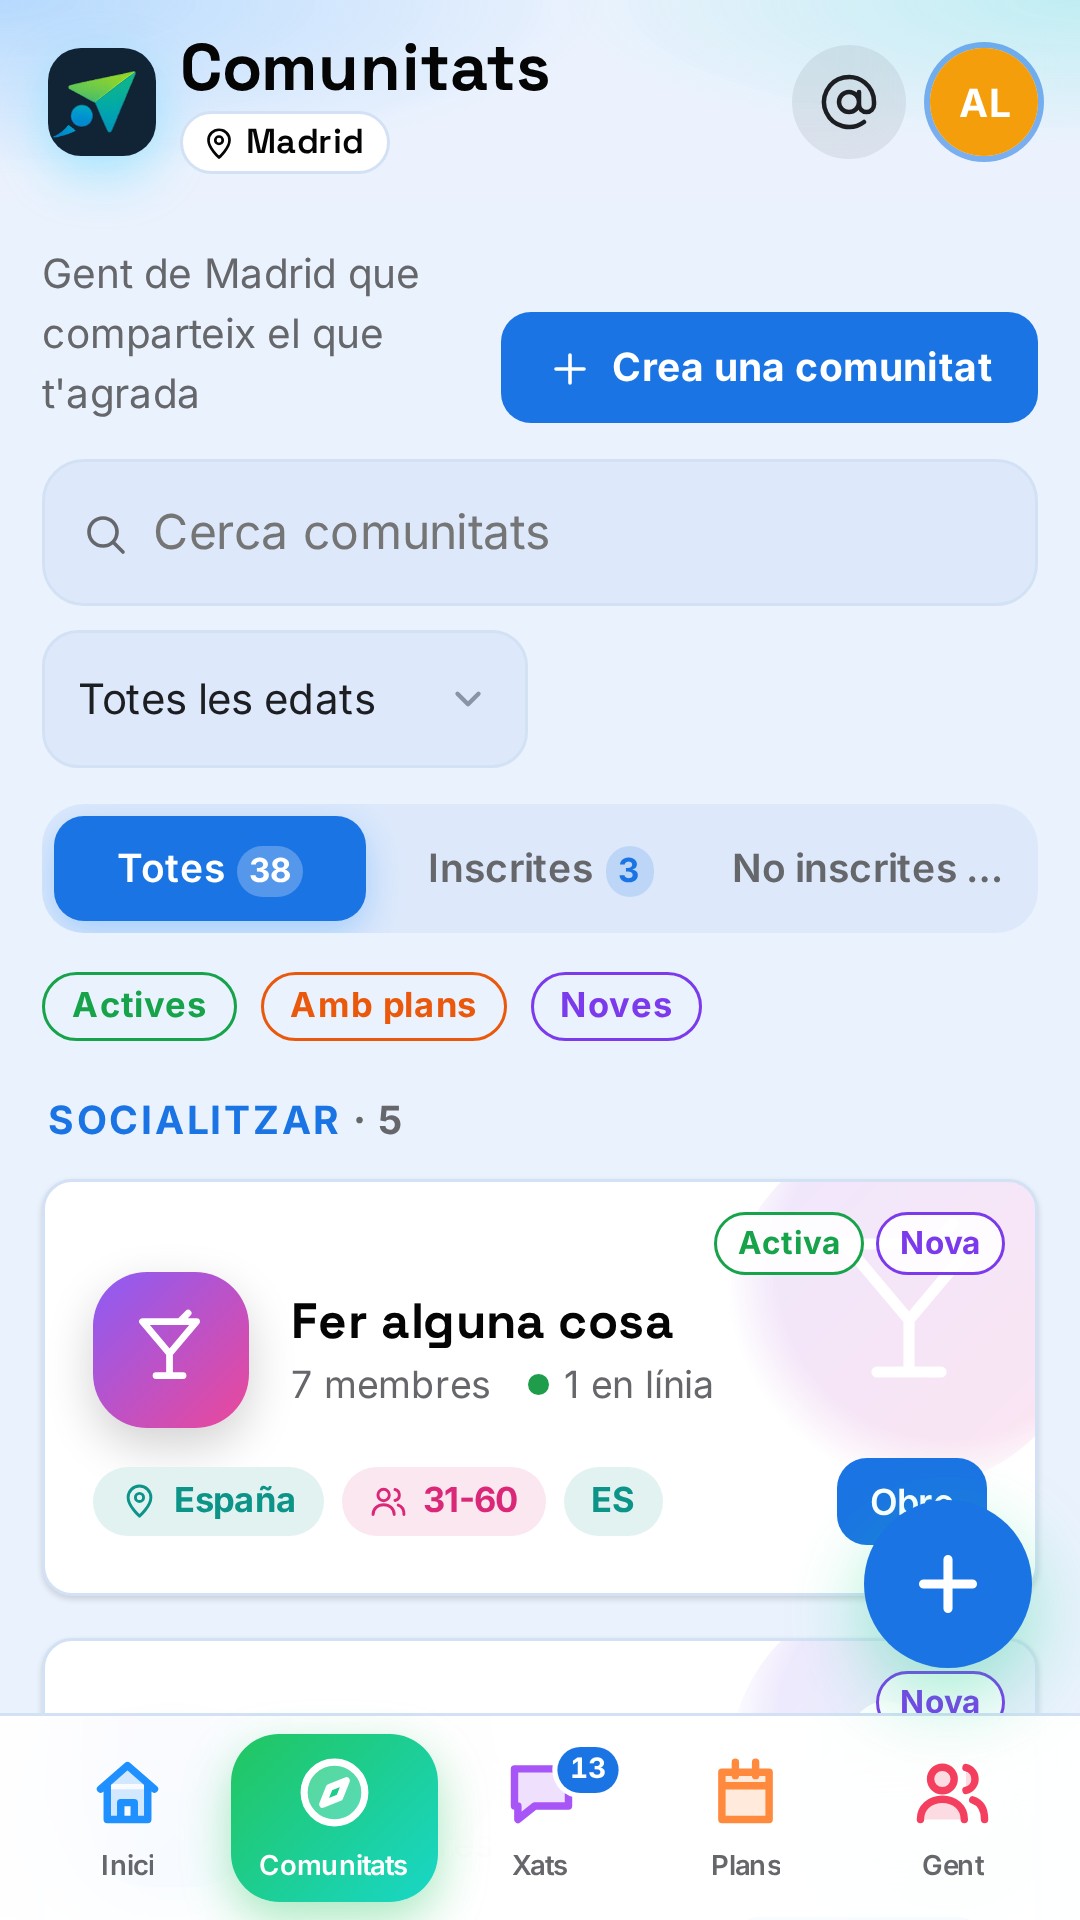 Comunitats
Madrid
@
AL
Gent de Madrid que
comparteix el que
t'agrada
+ Crea una comunitat
Cerca comunitats
Totes les edats
Totes 38
Inscrites 3
No inscrites ...
Actives
Amb plans
Noves
SOCIALITZAR · 5
Activa
Nova
Fer alguna cosa
7 membres
1 en línia
España
31-60
ES
Nova
13
Inici
Comunitats
Xats
Plans
Gent